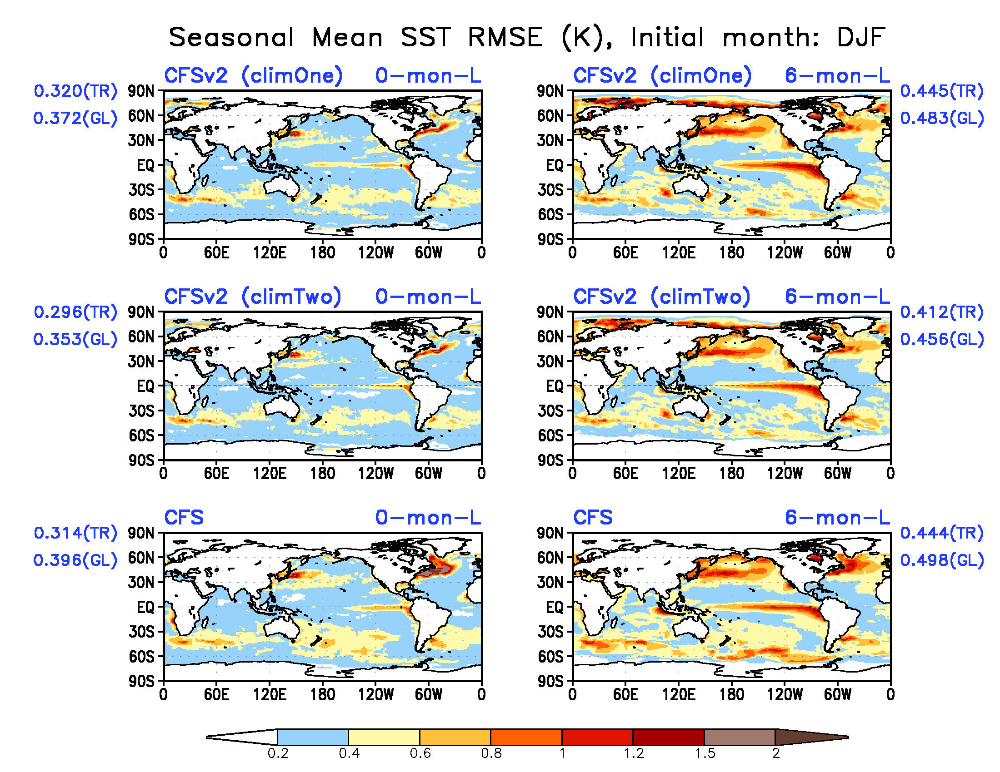 Seasonal Mean SST RMSE (K), Initial month: DJF
CFSv2 (climOne) 0-mon-L
0.320(TR)
0.372(GL)
90N
60N
30N
EQ
30S
60S
90S
0 60E 120E 180 120W 60W 0
CFSv2 (climOne) 6-mon-L
0.445(TR)
0.483(GL)
90N
60N
30N
EQ
30S
60S
90S
0 60E 120E 180 120W 60W 0
CFSv2 (climTwo) 0-mon-L
0.296(TR)
0.353(GL)
90N
60N
30N
EQ
30S
60S
90S
0 60E 120E 180 120W 60W 0
CFSv2 (climTwo) 6-mon-L
0.412(TR)
0.456(GL)
90N
60N
30N
EQ
30S
60S
90S
0 60E 120E 180 120W 60W 0
CFS 0-mon-L
0.314(TR)
0.396(GL)
90N
60N
30N
EQ
30S
60S
90S
0 60E 120E 180 120W 60W 0
CFS 6-mon-L
0.444(TR)
0.498(GL)
90N
60N
30N
EQ
30S
60S
90S
0 60E 120E 180 120W 60W 0
0.2 0.4 0.6 0.8 1 1.2 1.5 2